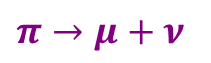 π → μ + ν